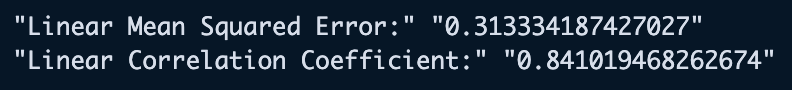 "Linear Mean Squared Error:" "0.313334187427027"
"Linear Correlation Coefficient:" "0.841019468262674"